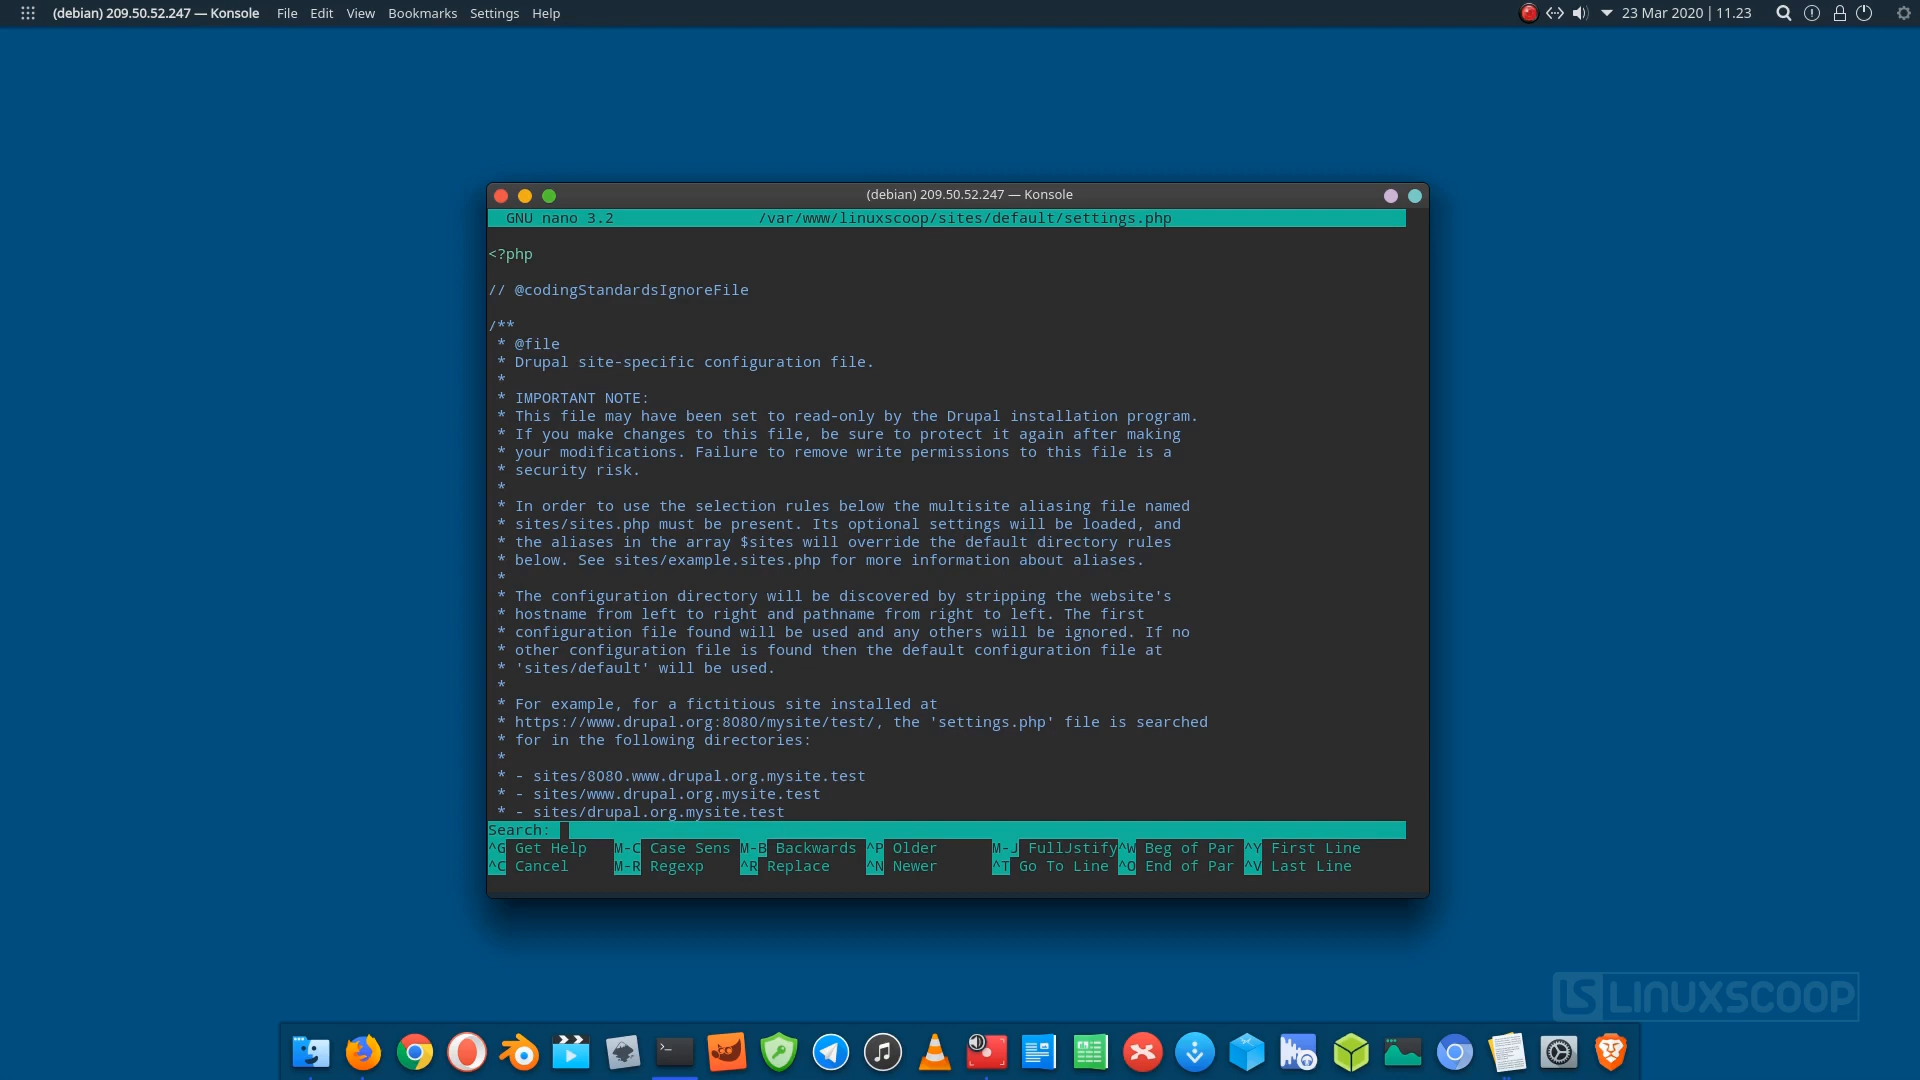 (debian) 209.50.52.247 — Konsole File Edit View Bookmarks Settings Help 23 Mar 2020 | 11.23
(debian) 209.50.52.247 — Konsole
GNU nano 3.2 /var/www/linuxscoop/sites/default/settings.php
<?php
// @codingStandardsIgnoreFile
/**
* @file
* Drupal site-specific configuration file.
*
* IMPORTANT NOTE:
* This file may have been set to read-only by the Drupal installation program.
* If you make changes to this file, be sure to protect it again after making
* your modifications. Failure to remove write permissions to this file is a
* security risk.
*
* In order to use the selection rules below the multisite aliasing file named
* sites/sites.php must be present. Its optional settings will be loaded, and
* the aliases in the array $sites will override the default directory rules
* below. See sites/example.sites.php for more information about aliases.
*
* The configuration directory will be discovered by stripping the website's
* hostname from left to right and pathname from right to left. The first
* configuration file found will be used and any others will be ignored. If no
* other configuration file is found then the default configuration file at
* 'sites/default' will be used.
*
* For example, for a fictitious site installed at
* https://www.drupal.org:8080/mysite/test/, the 'settings.php' file is searched
* for in the following directories:
*
* - sites/8080.www.drupal.org.mysite.test
* - sites/www.drupal.org.mysite.test
* - sites/drupal.org.mysite.test
Search:
^G Get Help M-C Case Sens M-B Backwards ^P Older M-J FullJstify ^W Beg of Par ^Y First Line
^C Cancel M-R Regexp ^R Replace ^N Newer ^T Go To Line ^O End of Par ^V Last Line
LS LINUXSCOOP